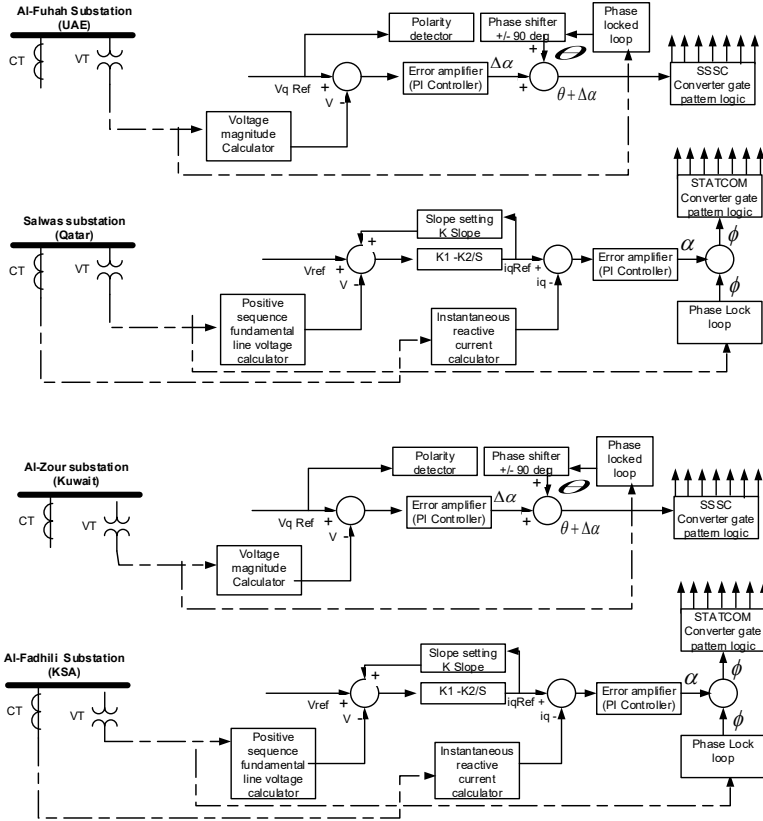 Al-Fuhah Substation
(UAE)
CT
VT
Polarity
detector
Phase shifter
+/- 90 deg
Phase
locked
loop
+
θ
Vq Ref
+
V -
Error amplifier
(PI Controller)
Δα
+
θ + Δα
SSSC
Converter gate
pattern logic
Voltage
magnitude
Calculator
Salwas substation
(Qatar)
CT
VT
Slope setting
K Slope
+
Vref
+
V -
K1 -K2/S
iqRef +
iq -
Error amplifier
(PI Controller)
α
ϕ
STATCOM
Converter gate
pattern logic
ϕ
Phase Lock
loop
Positive
sequence
fundamental
line voltage
calculator
Instantaneous
reactive
current
calculator
Al-Zour substation
(Kuwait)
CT
VT
Polarity
detector
Phase shifter
+/- 90 deg
Phase
locked
loop
+
θ
Vq Ref
+
V -
Error amplifier
(PI Controller)
Δα
+
θ + Δα
SSSC
Converter gate
pattern logic
Voltage
magnitude
Calculator
Al-Fadhili Substation
(KSA)
CT
VT
Slope setting
K Slope
+
Vref
+
V -
K1 -K2/S
iqRef +
iq -
Error amplifier
(PI Controller)
α
ϕ
STATCOM
Converter gate
pattern logic
ϕ
Phase Lock
loop
Positive
sequence
fundamental
line voltage
calculator
Instantaneous
reactive
current
calculator